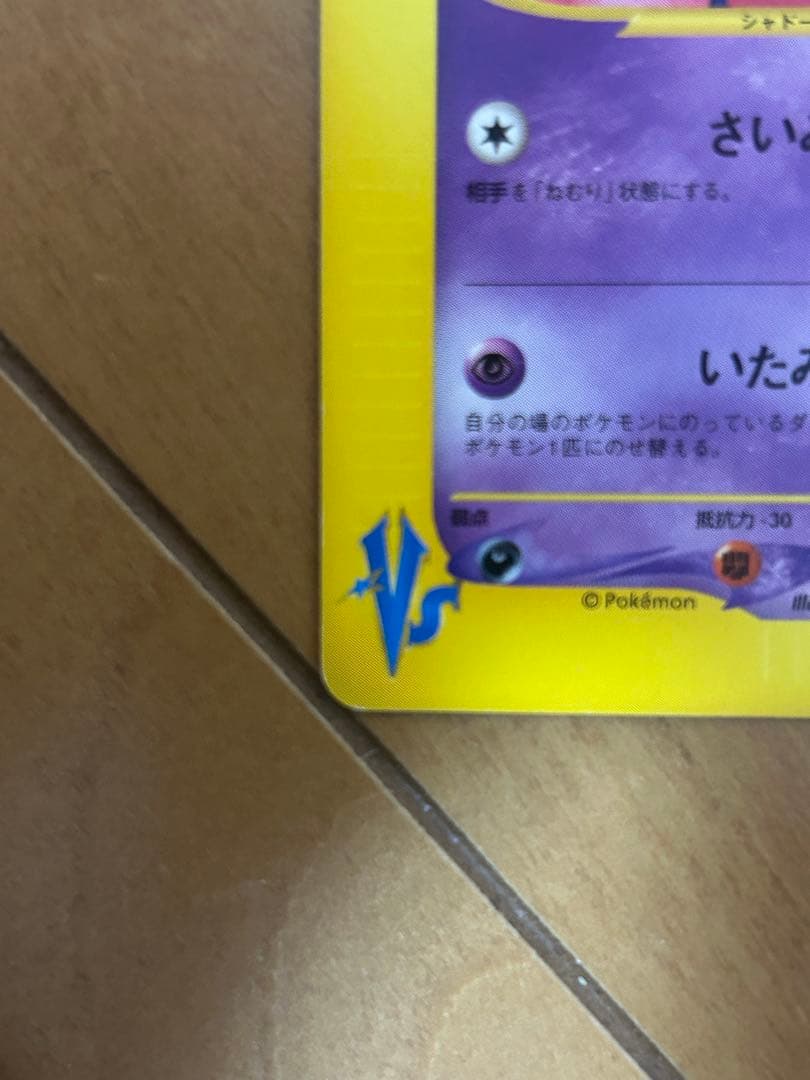 シャドー
さいみ
相手を「ねむり」状態にする。
いたみ
自分の場のポケモンにのっているダ
ポケモン1匹にのせ替える。
弱点 抵抗力 -30
VS
© Pokémon Illu